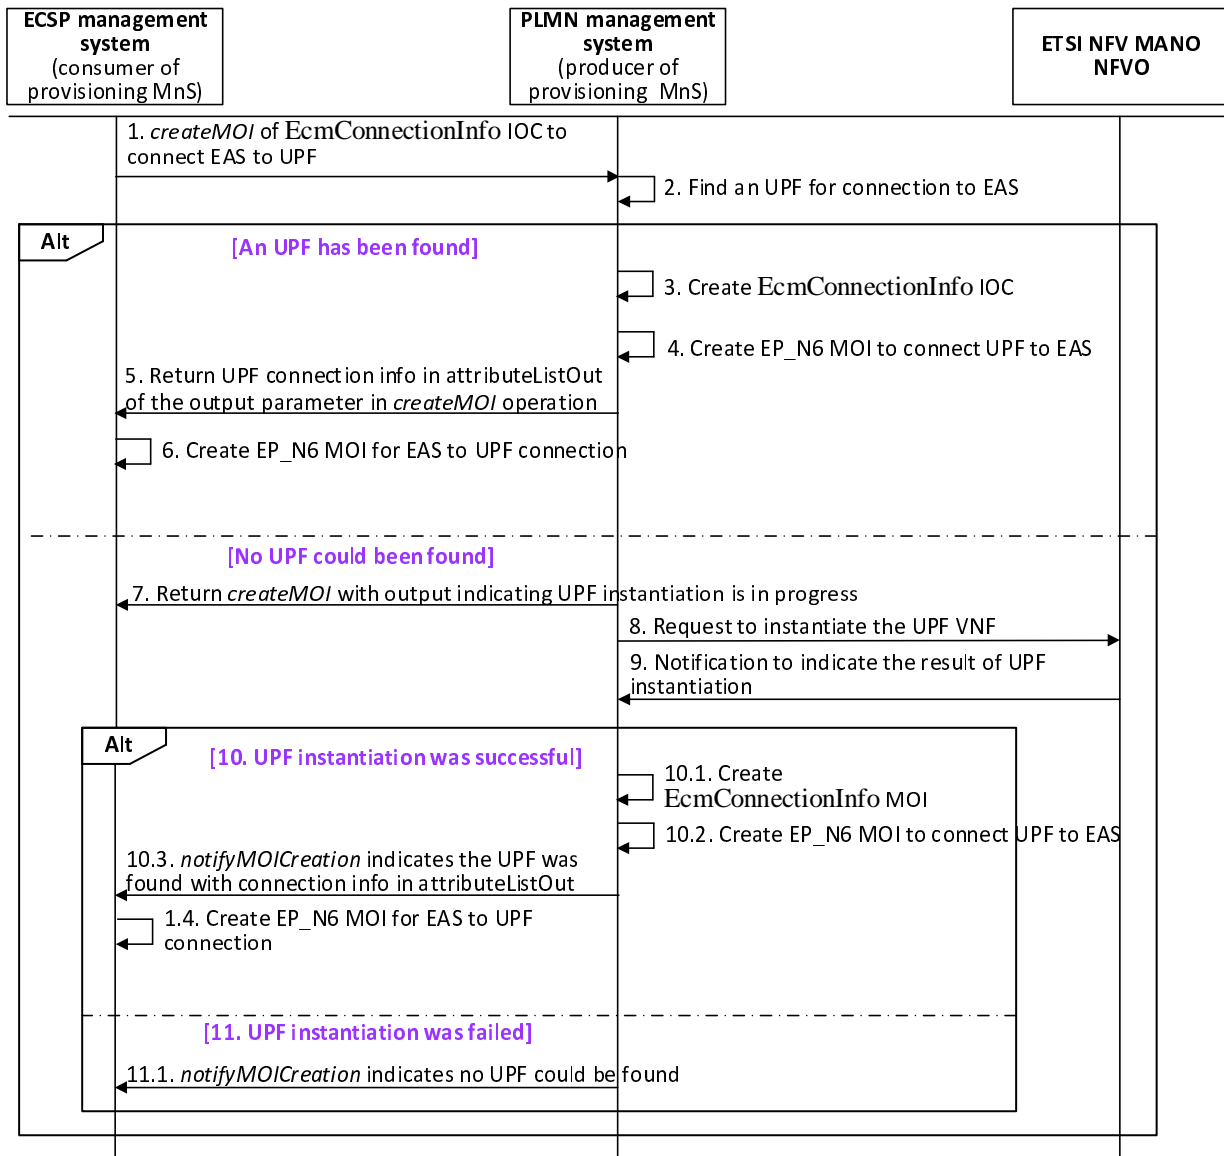 ECSP management
system
(consumer of
provisioning MnS)
PLMN management
system
(producer of
provisioning MnS)
ETSI NFV MANO
NFVO
1. createMOI of EcmConnectionInfo IOC to
connect EAS to UPF
2. Find an UPF for connection to EAS
Alt
[An UPF has been found]
3. Create EcmConnectionInfo IOC
4. Create EP_N6 MOI to connect UPF to EAS
5. Return UPF connection info in attributeListOut
of the output parameter in createMOI operation
6. Create EP_N6 MOI for EAS to UPF connection
[No UPF could been found]
7. Return createMOI with output indicating UPF instantiation is in progress
8. Request to instantiate the UPF VNF
9. Notification to indicate the result of UPF
instantiation
Alt
[10. UPF instantiation was successful]
10.1. Create
EcmConnectionInfo MOI
10.2. Create EP_N6 MOI to connect UPF to EAS
10.3. notifyMOICreation indicates the UPF was
found with connection info in attributeListOut
1.4. Create EP_N6 MOI for EAS to UPF
connection
[11. UPF instantiation was failed]
11.1. notifyMOICreation indicates no UPF could be found